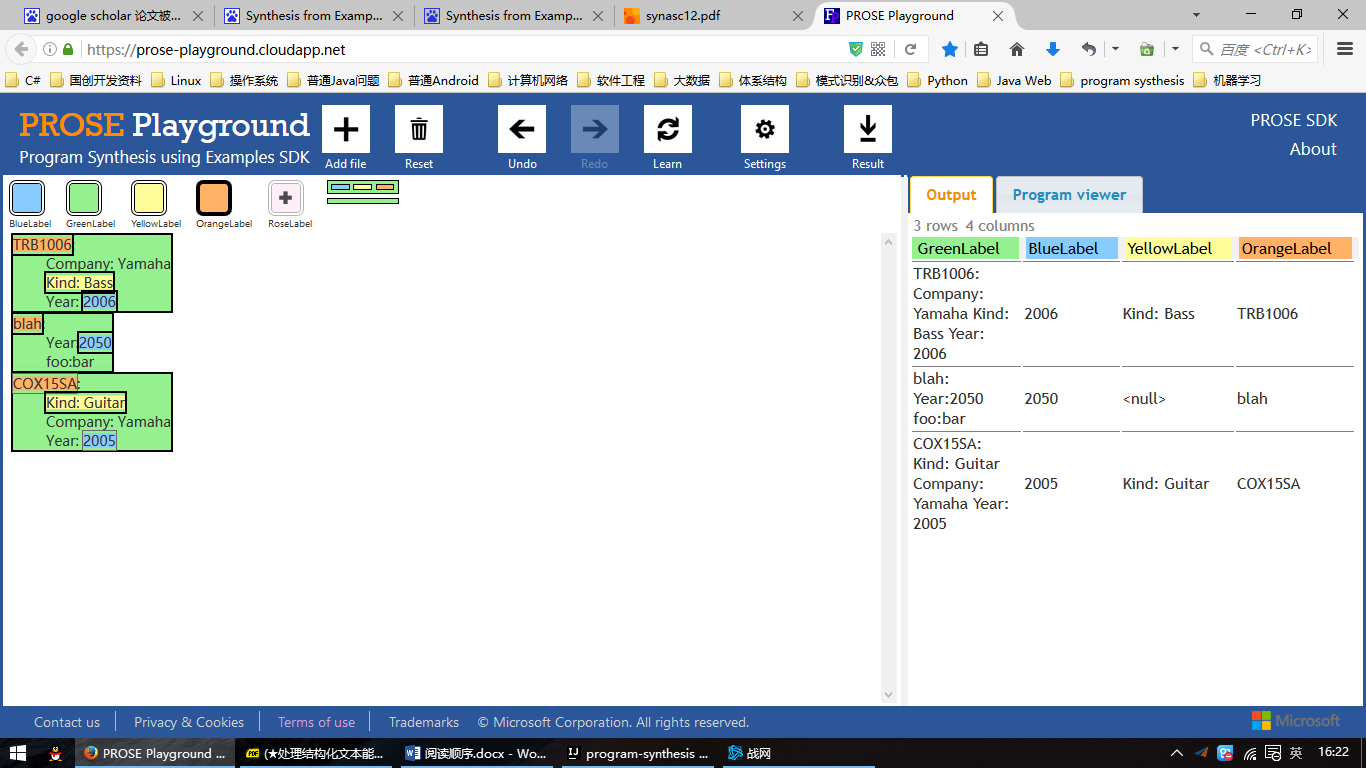 google scholar 论文被...
Synthesis from Examp...
Synthesis from Examp...
synasc12.pdf
PROSE Playground
https://prose-playground.cloudapp.net
百度 <Ctrl+K>
C#
国创开发资料
Linux
操作系统
普通Java问题
普通Android
计算机网络
软件工程
大数据
体系结构
模式识别&众包
Python
Java Web
program systhesis
机器学习
PROSE Playground
Program Synthesis using Examples SDK
Add file
Reset
Undo
Redo
Learn
Settings
Result
PROSE SDK
About
BlueLabel
GreenLabel
YellowLabel
OrangeLabel
RoseLabel
TRB1006
Company: Yamaha
Kind: Bass
Year: 2006
blah:
Year:2050
foo:bar
COX15SA:
Kind: Guitar
Company: Yamaha
Year: 2005
Output
Program viewer
3 rows 4 columns
GreenLabel
BlueLabel
YellowLabel
OrangeLabel
TRB1006:
Company:
Yamaha Kind:
Bass Year:
2006
2006
Kind: Bass
TRB1006
blah:
Year:2050
foo:bar
2050
<null>
blah
COX15SA:
Kind: Guitar
Company:
Yamaha Year:
2005
2005
Kind: Guitar
COX15SA
Contact us
Privacy & Cookies
Terms of use
Trademarks
© Microsoft Corporation. All rights reserved.
Microsoft
PROSE Playground ...
(★处理结构化文本能...
阅读顺序.docx - Wo...
program-synthesis ...
战网
英
16:22